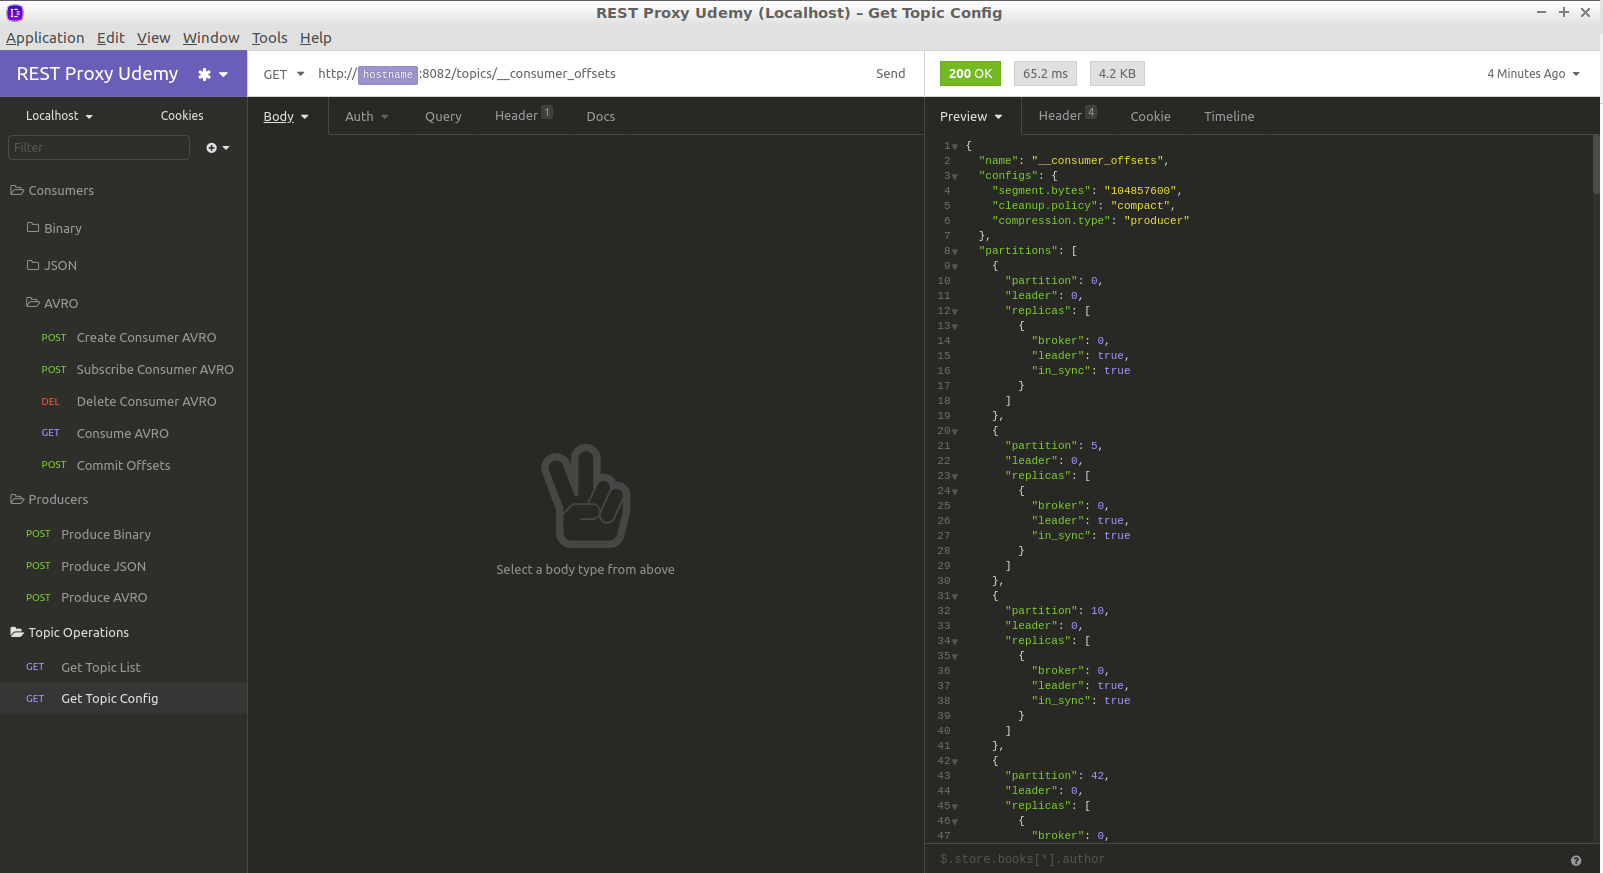 REST Proxy Udemy (Localhost) – Get Topic Config
Application Edit View Window Tools Help
REST Proxy Udemy
GET http://hostname:8082/topics/__consumer_offsets Send
200 OK 65.2 ms 4.2 KB 4 Minutes Ago
Localhost Cookies
Filter
Consumers
Binary
JSON
AVRO
POST Create Consumer AVRO
POST Subscribe Consumer AVRO
DEL Delete Consumer AVRO
GET Consume AVRO
POST Commit Offsets
Producers
POST Produce Binary
POST Produce JSON
POST Produce AVRO
Topic Operations
GET Get Topic List
GET Get Topic Config
Body Auth Query Header 1 Docs
Select a body type from above
Preview Header 4 Cookie Timeline
1 {
2 "name": "__consumer_offsets",
3 "configs": {
4 "segment.bytes": "104857600",
5 "cleanup.policy": "compact",
6 "compression.type": "producer"
7 },
8 "partitions": [
9 {
10 "partition": 0,
11 "leader": 0,
12 "replicas": [
13 {
14 "broker": 0,
15 "leader": true,
16 "in_sync": true
17 }
18 ]
19 },
20 {
21 "partition": 5,
22 "leader": 0,
23 "replicas": [
24 {
25 "broker": 0,
26 "leader": true,
27 "in_sync": true
28 }
29 ]
30 },
31 {
32 "partition": 10,
33 "leader": 0,
34 "replicas": [
35 {
36 "broker": 0,
37 "leader": true,
38 "in_sync": true
39 }
40 ]
41 },
42 {
43 "partition": 42,
44 "leader": 0,
45 "replicas": [
46 {
47 "broker": 0,
$.store.books[*].author